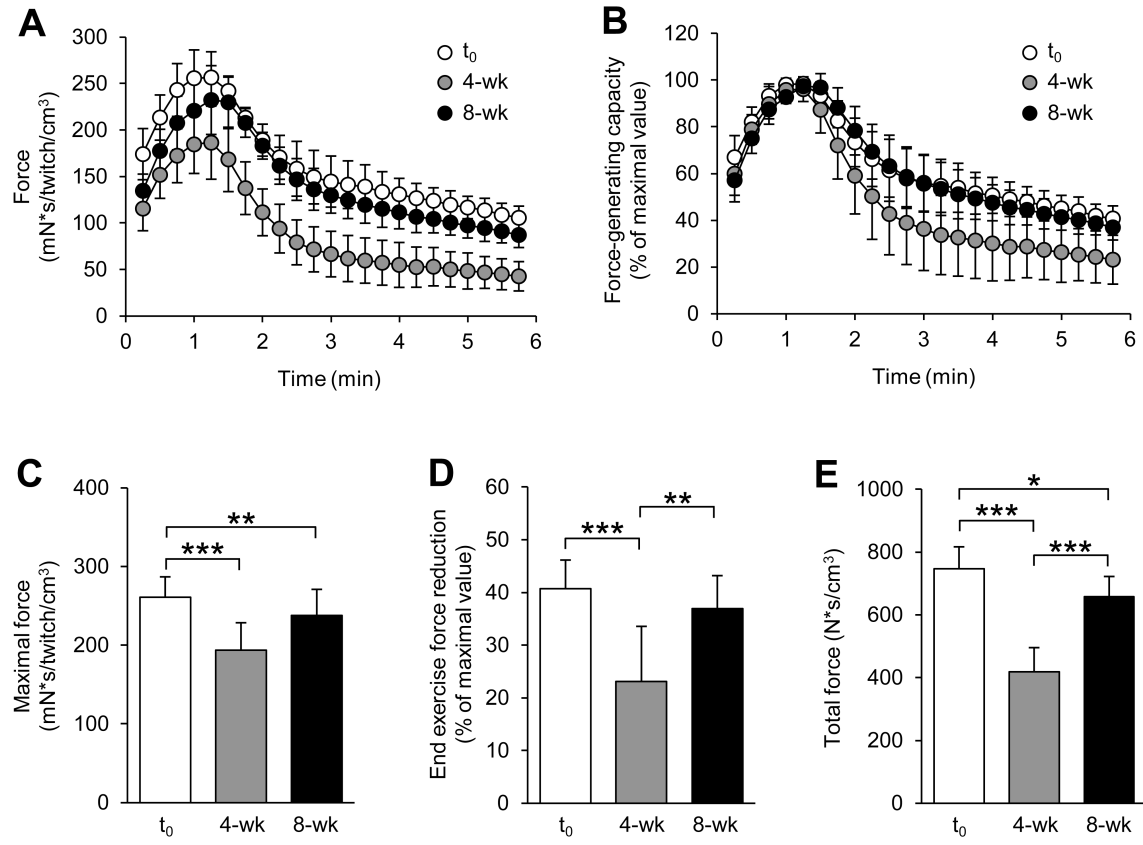 A
Force
(mN*s/twitch/cm³)
300
250
200
150
100
50
0
0 1 2 3 4 5 6
Time (min)
t₀
4-wk
8-wk
B
Force-generating capacity
(% of maximal value)
120
100
80
60
40
20
0
0 1 2 3 4 5 6
Time (min)
t₀
4-wk
8-wk
C
Maximal force
(mN*s/twitch/cm³)
400
300
200
100
0
**
***
t₀ 4-wk 8-wk
D
End exercise force reduction
(% of maximal value)
60
50
40
30
20
10
0
**
***
t₀ 4-wk 8-wk
E
Total force (N*s/cm³)
1000
800
600
400
200
0
*
***
***
t₀ 4-wk 8-wk